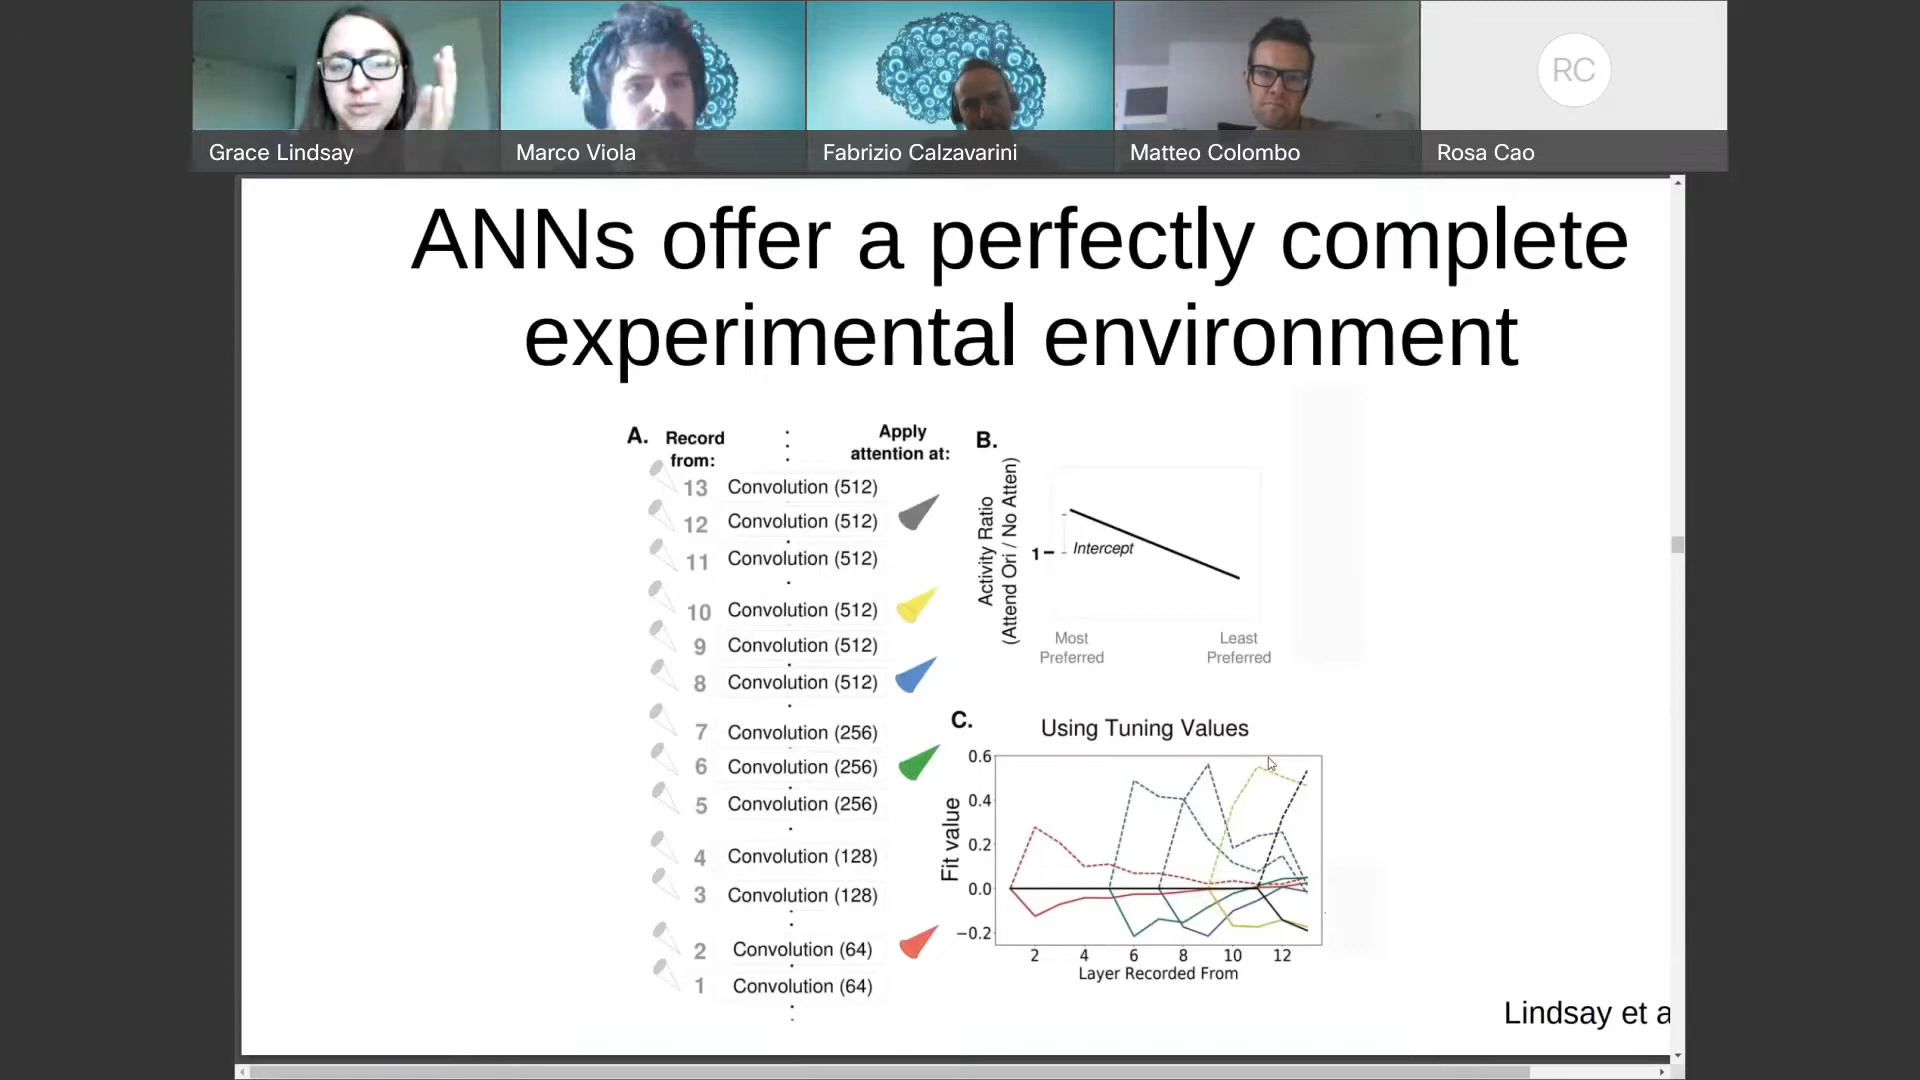 RC
Grace Lindsay
Marco Viola
Fabrizio Calzavarini
Matteo Colombo
Rosa Cao
ANNs offer a perfectly complete
experimental environment
A.
Record
from:
Apply
attention at:
13 Convolution (512)
12 Convolution (512)
11 Convolution (512)
10 Convolution (512)
9 Convolution (512)
8 Convolution (512)
7 Convolution (256)
6 Convolution (256)
5 Convolution (256)
4 Convolution (128)
3 Convolution (128)
2 Convolution (64)
1 Convolution (64)
B.
Activity Ratio
(Attend Ori / No Atten)
1
Intercept
Most
Preferred
Least
Preferred
C.
Using Tuning Values
Fit value
0.6
0.4
0.2
0.0
−0.2
2 4 6 8 10 12
Layer Recorded From
Lindsay et a